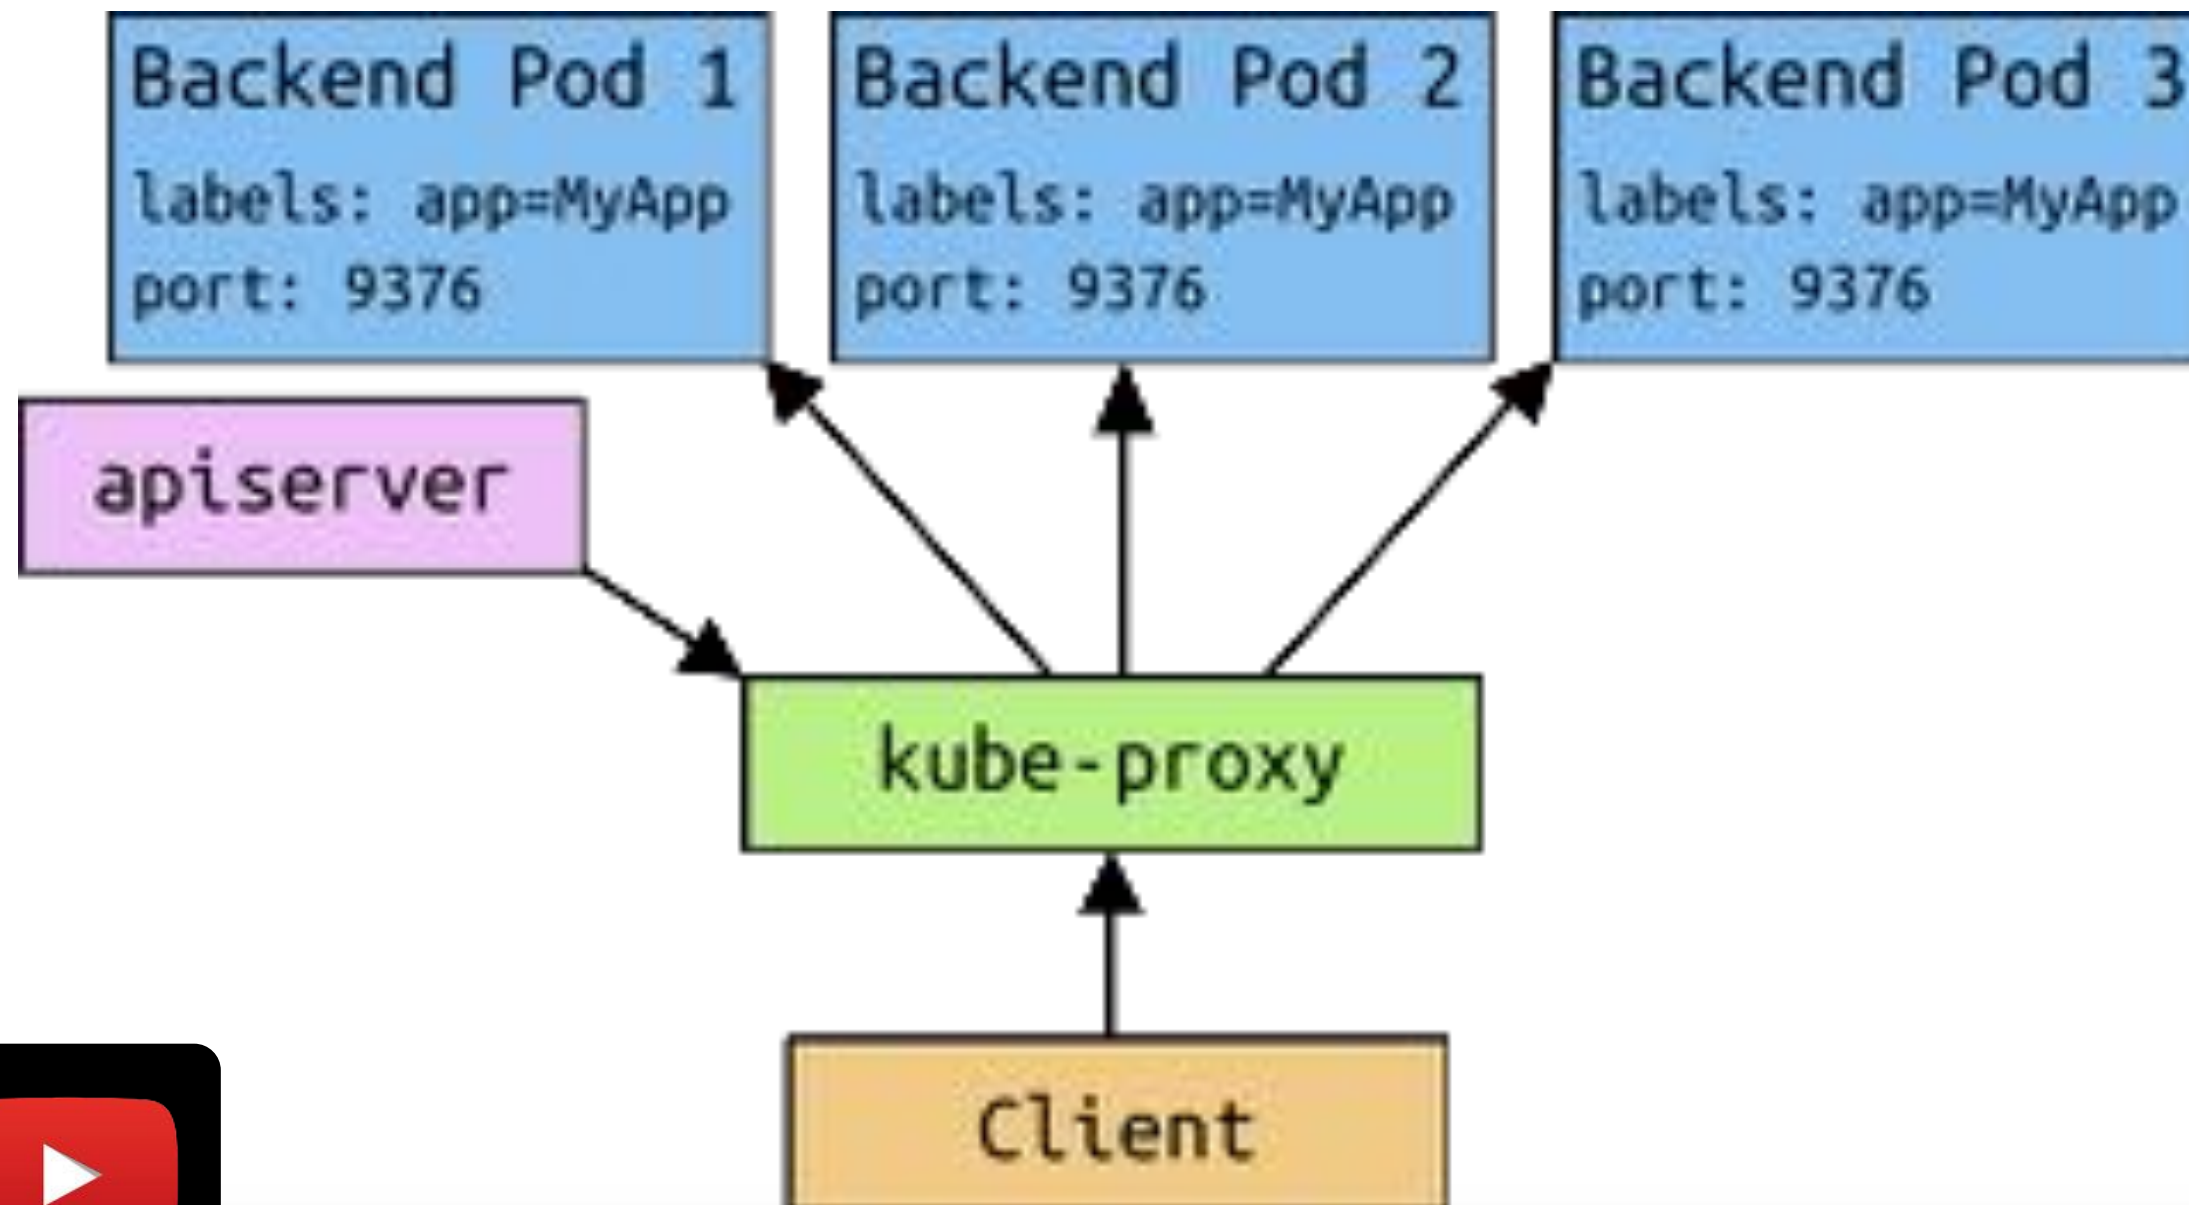 Backend Pod 1
labels: app=MyApp
port: 9376
Backend Pod 2
labels: app=MyApp
port: 9376
Backend Pod 3
labels: app=MyApp
port: 9376
apiserver
kube-proxy
Client